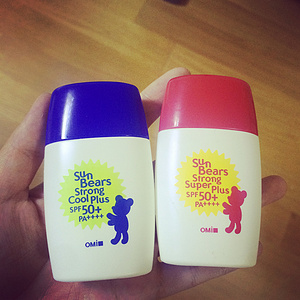 Sun
Bears
Strong
Cool Plus
SPF50+
PA++++
OMI
Sun
Bears
Strong
Super Plus
SPF50+
PA++++
OMI